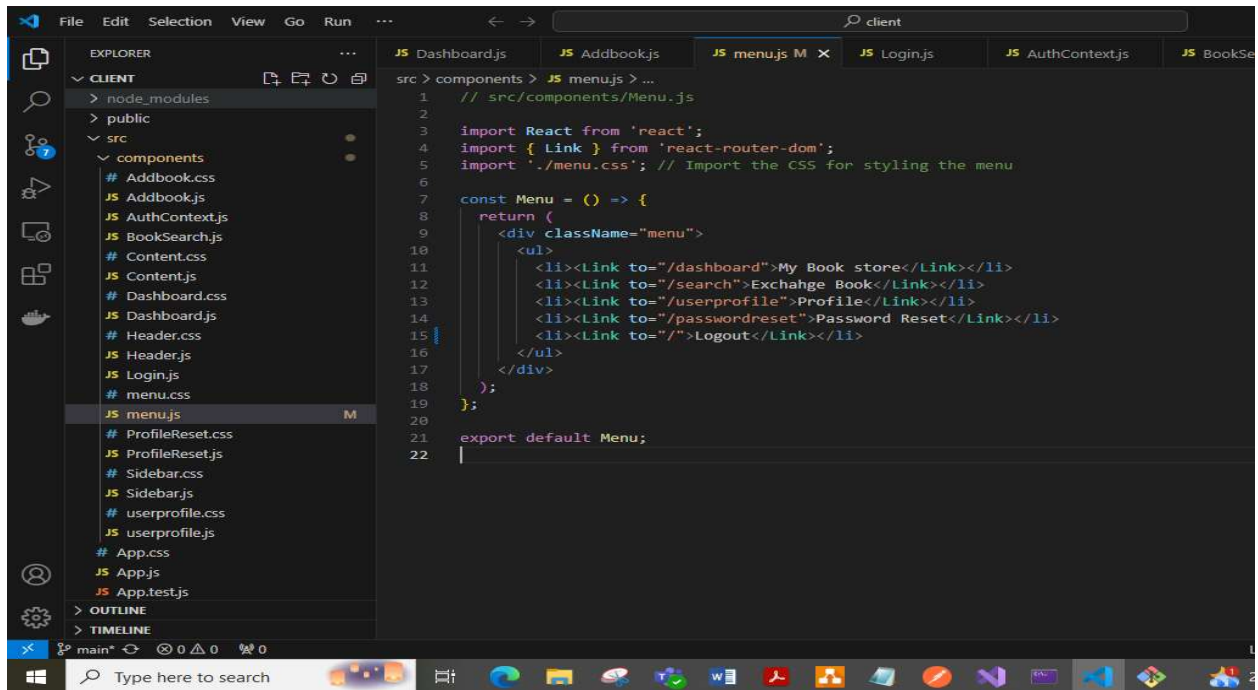 File Edit Selection View Go Run ... client
EXPLORER ...
JS Dashboard.js JS Addbook.js JS menu.js M JS Login.js JS AuthContext.js JS BookSe
CLIENT
src > components > JS menu.js > ...
node_modules
public
src
components
# Addbook.css
JS Addbook.js
JS AuthContext.js
JS BookSearch.js
# Content.css
JS Content.js
# Dashboard.css
JS Dashboard.js
# Header.css
JS Header.js
JS Login.js
# menu.css
JS menu.js M
# ProfileReset.css
JS ProfileReset.js
# Sidebar.css
JS Sidebar.js
# userprofile.css
JS userprofile.js
# App.css
JS App.js
JS App.test.js
OUTLINE
TIMELINE
1 // src/components/Menu.js
2
3 import React from 'react';
4 import { Link } from 'react-router-dom';
5 import './menu.css'; // Import the CSS for styling the menu
6
7 const Menu = () => {
8 return (
9 <div className="menu">
10 <ul>
11 <li><Link to="/dashboard">My Book store</Link></li>
12 <li><Link to="/search">Exchahge Book</Link></li>
13 <li><Link to="/userprofile">Profile</Link></li>
14 <li><Link to="/passwordreset">Password Reset</Link></li>
15 <li><Link to="/">Logout</Link></li>
16 </ul>
17 </div>
18 );
19 };
20
21 export default Menu;
22
7
main* 0 0 0
Type here to search